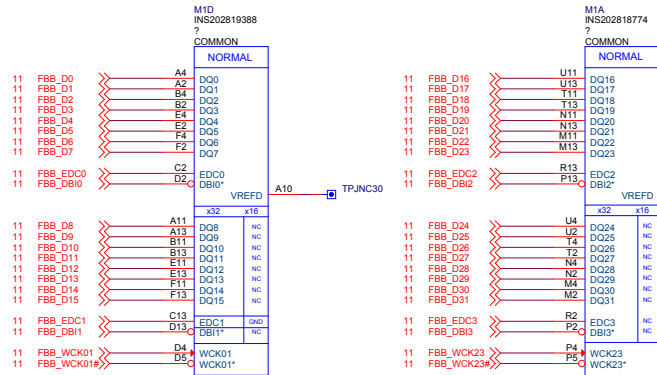 M1D
INS202819388
?
COMMON
NORMAL
11 FBB_D0 A4 DQ0
11 FBB_D1 A2 DQ1
11 FBB_D2 B4 DQ2
11 FBB_D3 B2 DQ3
11 FBB_D4 E4 DQ4
11 FBB_D5 E2 DQ5
11 FBB_D6 F4 DQ6
11 FBB_D7 F2 DQ7
11 FBB_EDC0 C2 EDC0
11 FBB_DBI0 D2 DBI0*
VREFD A10 TPJNC30
x32 x16
11 FBB_D8 A11 DQ8 NC
11 FBB_D9 A13 DQ9 NC
11 FBB_D10 B11 DQ10 NC
11 FBB_D11 B13 DQ11 NC
11 FBB_D12 E11 DQ12 NC
11 FBB_D13 E13 DQ13 NC
11 FBB_D14 F11 DQ14 NC
11 FBB_D15 F13 DQ15 NC
11 FBB_EDC1 C13 EDC1 GND
11 FBB_DBI1 D13 DBI1* NC
11 FBB_WCK01 D4 WCK01
11 FBB_WCK01# D5 WCK01*
M1A
INS202818774
?
COMMON
NORMAL
11 FBB_D16 U11 DQ16
11 FBB_D17 U13 DQ17
11 FBB_D18 T11 DQ18
11 FBB_D19 T13 DQ19
11 FBB_D20 N11 DQ20
11 FBB_D21 N13 DQ21
11 FBB_D22 M11 DQ22
11 FBB_D23 M13 DQ23
11 FBB_EDC2 R13 EDC2
11 FBB_DBI2 P13 DBI2*
VREFD
x32 x16
11 FBB_D24 U4 DQ24 NC
11 FBB_D25 U2 DQ25 NC
11 FBB_D26 T4 DQ26 NC
11 FBB_D27 T2 DQ27 NC
11 FBB_D28 N4 DQ28 NC
11 FBB_D29 N2 DQ29 NC
11 FBB_D30 M4 DQ30 NC
11 FBB_D31 M2 DQ31 NC
11 FBB_EDC3 R2 EDC3 NC
11 FBB_DBI3 P2 DBI3* NC
11 FBB_WCK23 P4 WCK23
11 FBB_WCK23# P5 WCK23*